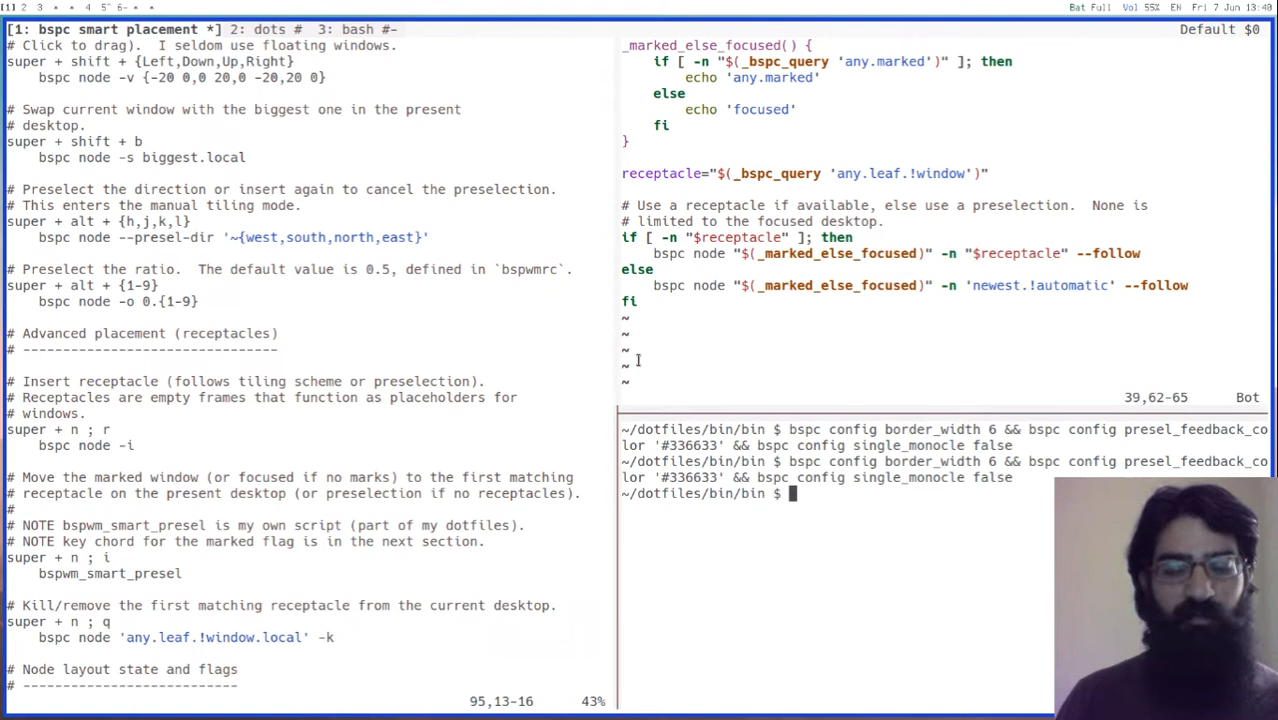 [1] 2 3 * * 4 5^ 6- * *
Bat Full Vol 55% EN Fri 7 Jun 13:40
[1: bspc smart placement *] 2: dots # 3: bash #-
Default $0
# Click to drag).  I seldom use floating windows.
super + shift + {Left,Down,Up,Right}
    bspc node -v {-20 0,0 20,0 -20,20 0}
# Swap current window with the biggest one in the present
# desktop.
super + shift + b
    bspc node -s biggest.local
# Preselect the direction or insert again to cancel the preselection.
# This enters the manual tiling mode.
super + alt + {h,j,k,l}
    bspc node --presel-dir '~{west,south,north,east}'
# Preselect the ratio.  The default value is 0.5, defined in `bspwmrc`.
super + alt + {1-9}
    bspc node -o 0.{1-9}
# Advanced placement (receptacles)
# --------------------------------
# Insert receptacle (follows tiling scheme or preselection).
# Receptacles are empty frames that function as placeholders for
# windows.
super + n ; r
    bspc node -i
# Move the marked window (or focused if no marks) to the first matching
# receptacle on the present desktop (or preselection if no receptacles).
#
# NOTE bspwm_smart_presel is my own script (part of my dotfiles).
# NOTE key chord for the marked flag is in the next section.
super + n ; i
    bspwm_smart_presel
# Kill/remove the first matching receptacle from the current desktop.
super + n ; q
    bspc node 'any.leaf.!window.local' -k
# Node layout state and flags
# ---------------------------
95,13-16 43%
_marked_else_focused() {
    if [ -n "$(_bspc_query 'any.marked')" ]; then
        echo 'any.marked'
    else
        echo 'focused'
    fi
}
receptacle="$(_bspc_query 'any.leaf.!window')"
# Use a receptacle if available, else use a preselection.  None is
# limited to the focused desktop.
if [ -n "$receptacle" ]; then
    bspc node "$(_marked_else_focused)" -n "$receptacle" --follow
else
    bspc node "$(_marked_else_focused)" -n 'newest.!automatic' --follow
fi
~
~
~
~
~
39,62-65 Bot
~/dotfiles/bin/bin $ bspc config border_width 6 && bspc config presel_feedback_co
lor '#336633' && bspc config single_monocle false
~/dotfiles/bin/bin $ bspc config border_width 6 && bspc config presel_feedback_co
lor '#336633' && bspc config single_monocle false
~/dotfiles/bin/bin $